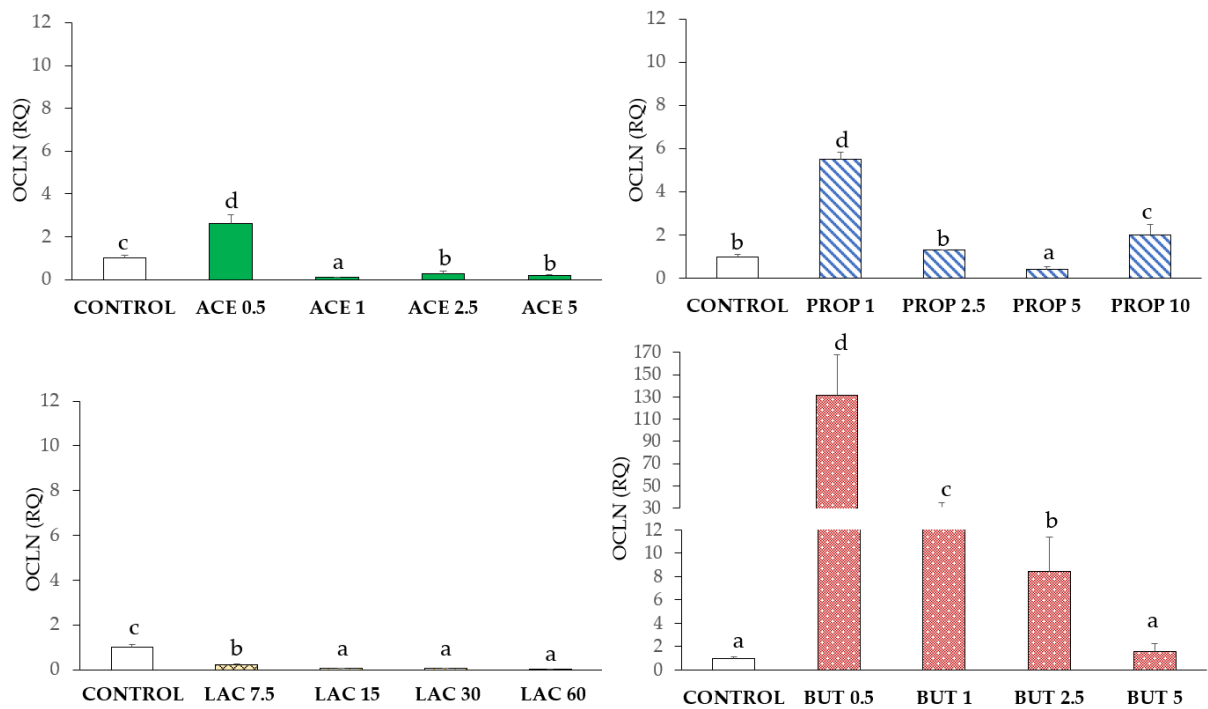 12
10
8
6
4
2
0
OCLN (RQ)
c
d
a
b
b
CONTROL ACE 0.5 ACE 1 ACE 2.5 ACE 5
12
10
8
6
4
2
0
OCLN (RQ)
b
d
b
a
c
CONTROL PROP 1 PROP 2.5 PROP 5 PROP 10
12
10
8
6
4
2
0
OCLN (RQ)
c
b
a
a
a
CONTROL LAC 7.5 LAC 15 LAC 30 LAC 60
170
150
130
110
90
70
50
30
12
10
8
6
4
2
0
OCLN (RQ)
a
d
c
b
a
CONTROL BUT 0.5 BUT 1 BUT 2.5 BUT 5